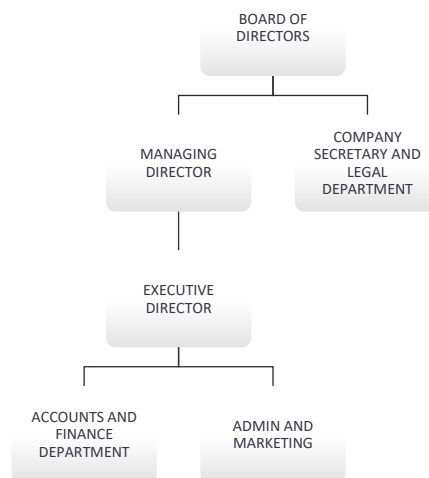 BOARD OF
DIRECTORS
MANAGING
DIRECTOR
COMPANY
SECRETARY AND
LEGAL
DEPARTMENT
EXECUTIVE
DIRECTOR
ACCOUNTS AND
FINANCE
DEPARTMENT
ADMIN AND
MARKETING